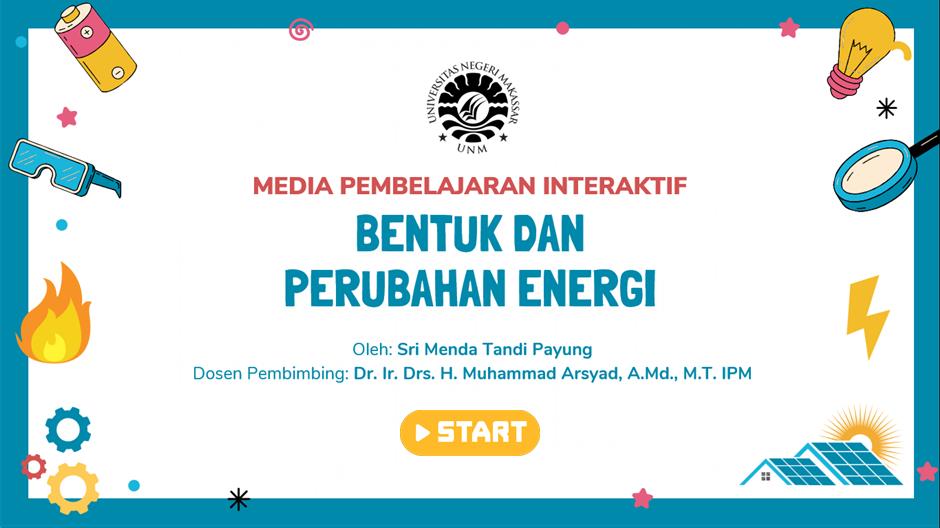 UNIVERSITAS NEGERI MAKASSAR
UNM
MEDIA PEMBELAJARAN INTERAKTIF
BENTUK DAN
PERUBAHAN ENERGI
Oleh: Sri Menda Tandi Payung
Dosen Pembimbing: Dr. Ir. Drs. H. Muhammad Arsyad, A.Md., M.T. IPM
START